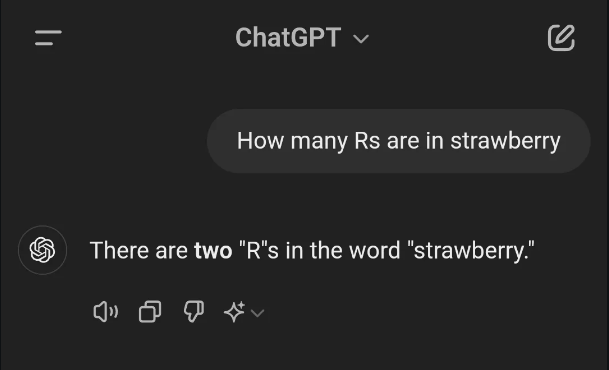 ChatGPT
How many Rs are in strawberry
There are two "R"s in the word "strawberry."